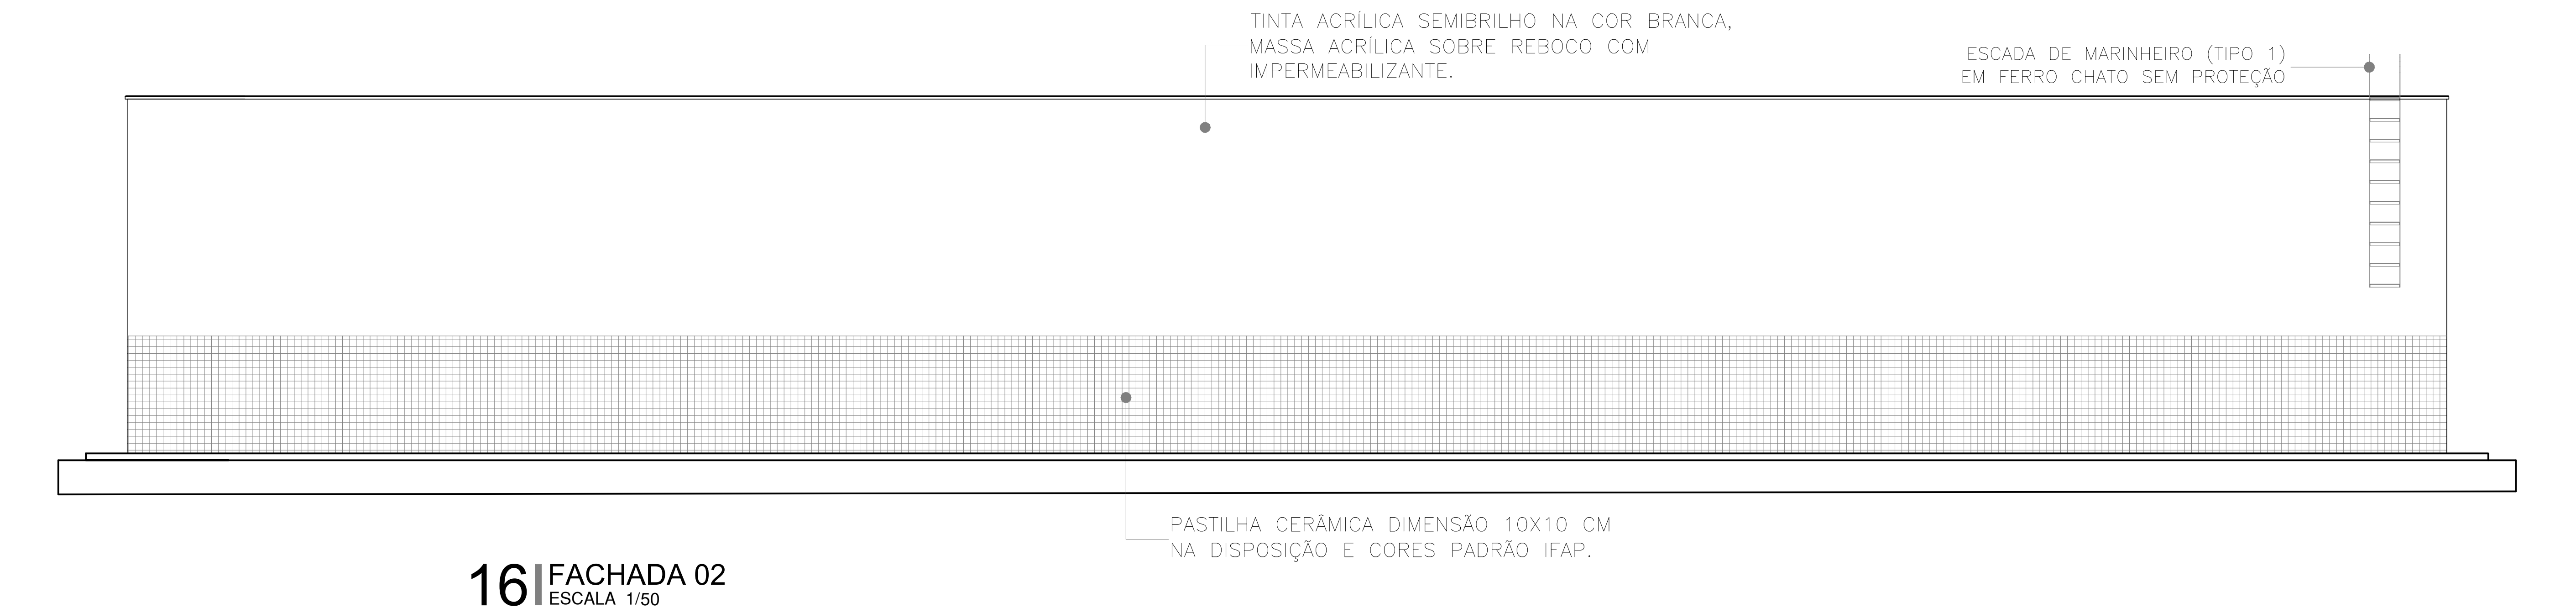 TINTA ACRÍLICA SEMIBRILHO NA COR BRANCA,
MASSA ACRÍLICA SOBRE REBOCO COM
IMPERMEABILIZANTE.
ESCADA DE MARINHEIRO (TIPO 1)
EM FERRO CHATO SEM PROTEÇÃO
PASTILHA CERÂMICA DIMENSÃO 10X10 CM
NA DISPOSIÇÃO E CORES PADRÃO IFAP.
16 FACHADA 02
ESCALA 1/50